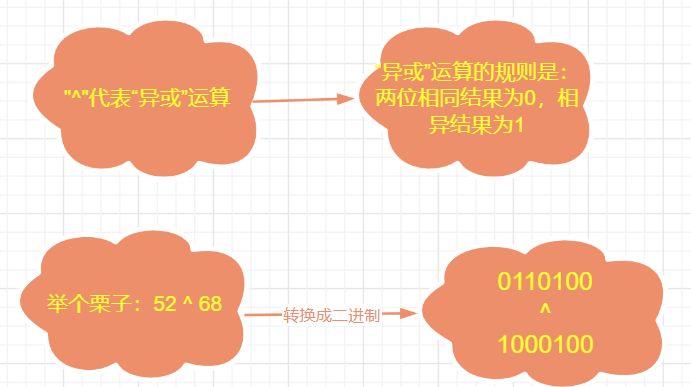 "^"代表“异或”运算
“异或”运算的规则是：
两位相同结果为0，相
异结果为1
举个栗子：52 ^ 68
转换成二进制
0110100
^
1000100